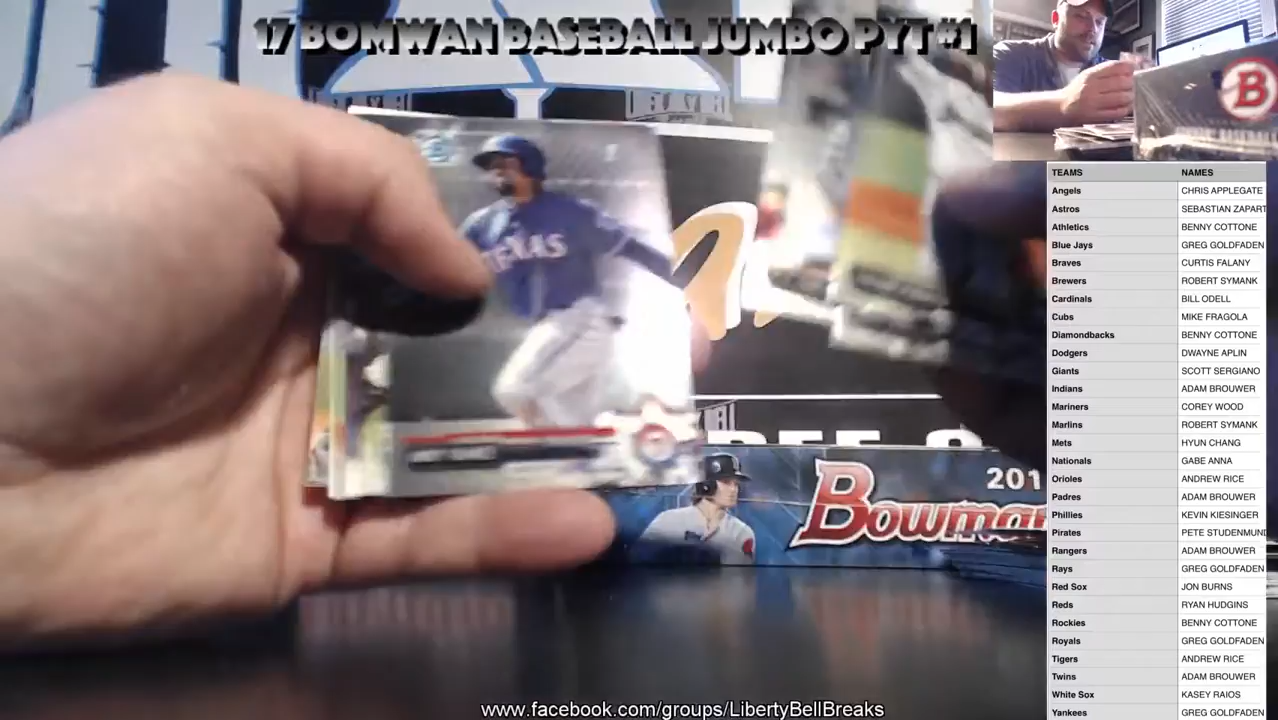 17 BOMWAN BASEBALL JUMBO PYT #1
TEXAS
201
Bowman
B
TEAMS NAMES
Angels CHRIS APPLEGATE
Astros SEBASTIAN ZAPART
Athletics BENNY COTTONE
Blue Jays GREG GOLDFADEN
Braves CURTIS FALANY
Brewers ROBERT SYMANK
Cardinals BILL ODELL
Cubs MIKE FRAGOLA
Diamondbacks BENNY COTTONE
Dodgers DWAYNE APLIN
Giants SCOTT SERGIANO
Indians ADAM BROUWER
Mariners COREY WOOD
Marlins ROBERT SYMANK
Mets HYUN CHANG
Nationals GABE ANNA
Orioles ANDREW RICE
Padres ADAM BROUWER
Phillies KEVIN KIESINGER
Pirates PETE STUDENMUND
Rangers ADAM BROUWER
Rays GREG GOLDFADEN
Red Sox JON BURNS
Reds RYAN HUDGINS
Rockies BENNY COTTONE
Royals GREG GOLDFADEN
Tigers ANDREW RICE
Twins ADAM BROUWER
White Sox KASEY RAIOS
Yankees GREG GOLDFADEN
www.facebook.com/groups/LibertyBellBreaks